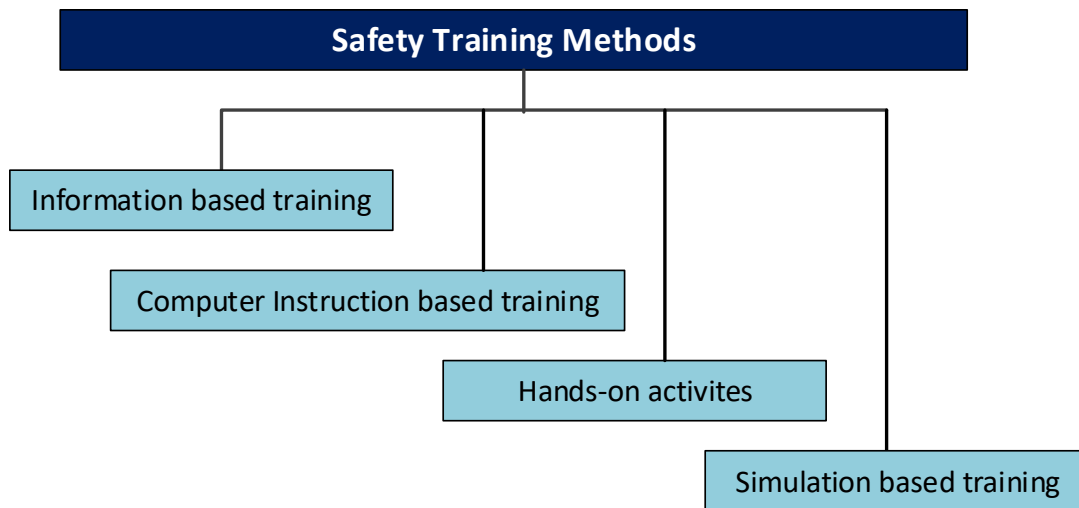 Safety Training Methods
Information based training
Computer Instruction based training
Hands-on activites
Simulation based training